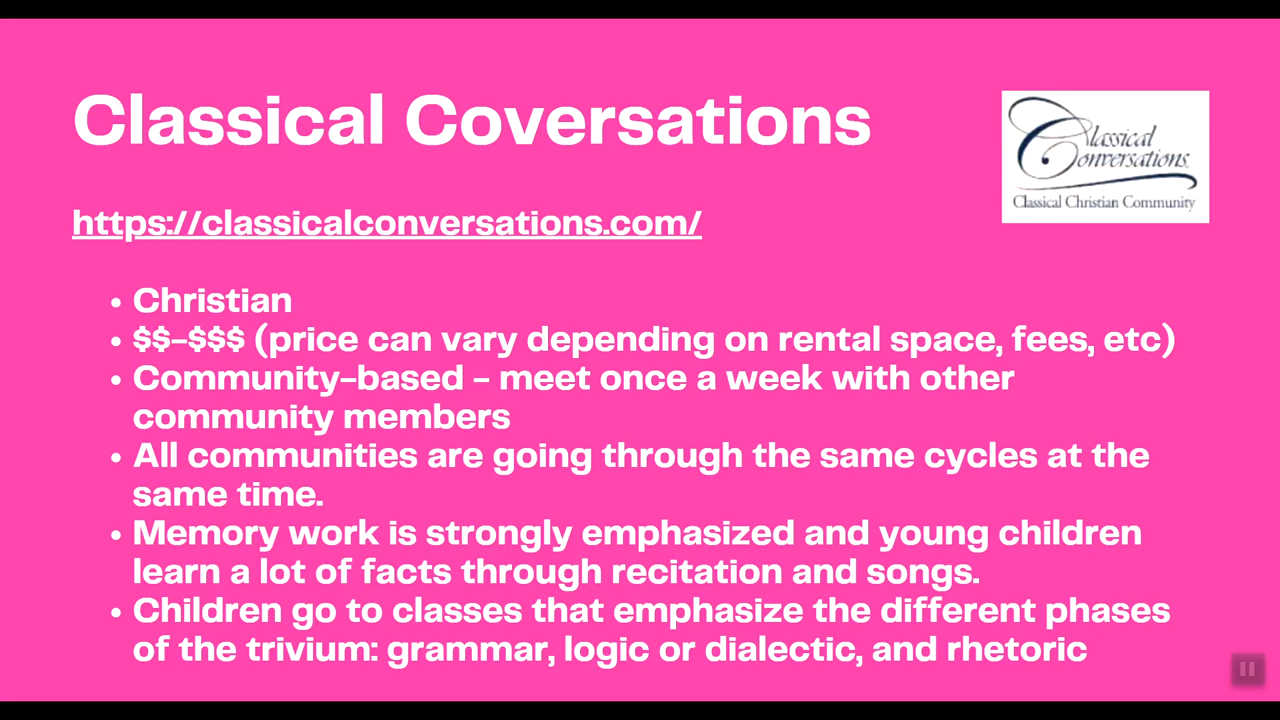 Classical Coversations
Classical
Conversations
Classical Christian Community
https://classicalconversations.com/
• Christian
• $$-$$$ (price can vary depending on rental space, fees, etc)
• Community-based - meet once a week with other
community members
• All communities are going through the same cycles at the
same time.
• Memory work is strongly emphasized and young children
learn a lot of facts through recitation and songs.
• Children go to classes that emphasize the different phases
of the trivium: grammar, logic or dialectic, and rhetoric